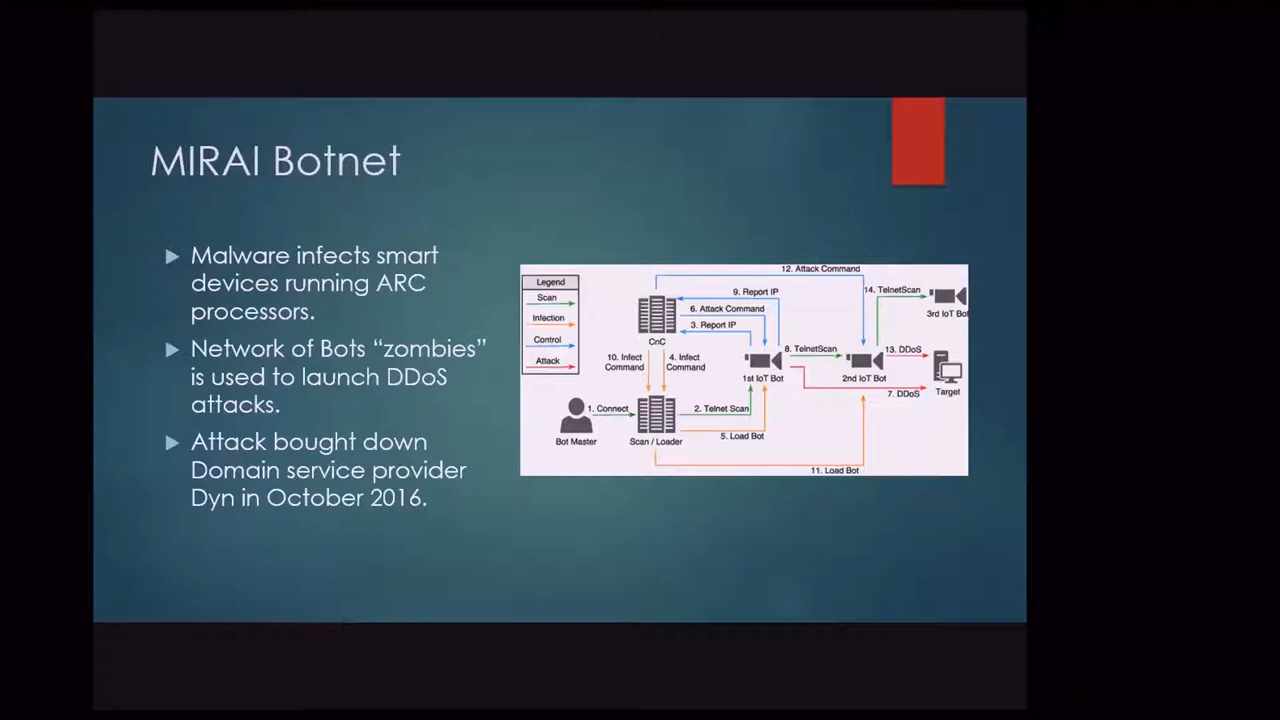 MIRAI Botnet
Malware infects smart
devices running ARC
processors.
Network of Bots “zombies”
is used to launch DDoS
attacks.
Attack bought down
Domain service provider
Dyn in October 2016.
Legend
Scan
Infection
Control
Attack
12. Attack Command
9. Report IP
14. TelnetScan
6. Attack Command
3. Report IP
3rd IoT Bot
CnC
8. TelnetScan
13. DDoS
10. Infect
Command
4. Infect
Command
1st IoT Bot
2nd IoT Bot
7. DDoS
Target
1. Connect
2. Telnet Scan
Bot Master
Scan / Loader
5. Load Bot
11. Load Bot